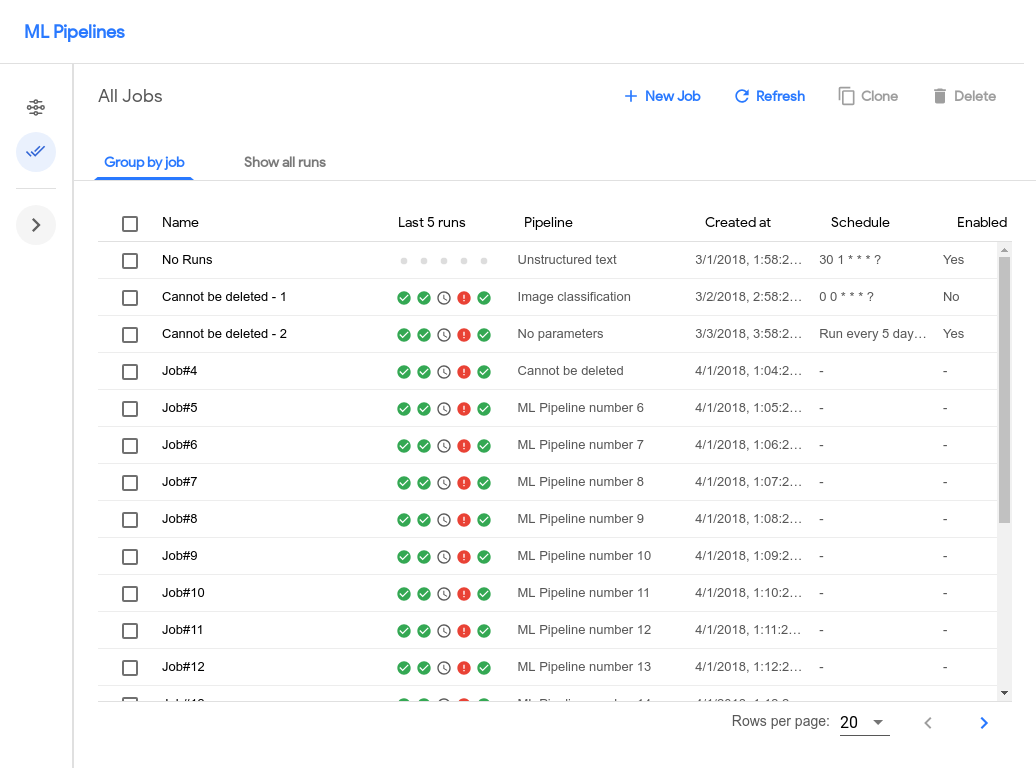 ML Pipelines
All Jobs
New Job Refresh Clone Delete
Group by job Show all runs
Name Last 5 runs Pipeline Created at Schedule Enabled
No Runs Unstructured text 3/1/2018, 1:58:2... 30 1 * * * ? Yes
Cannot be deleted - 1 Image classification 3/2/2018, 2:58:2... 0 0 * * * ? No
Cannot be deleted - 2 No parameters 3/3/2018, 3:58:2... Run every 5 day... Yes
Job#4 Cannot be deleted 4/1/2018, 1:04:2... - -
Job#5 ML Pipeline number 6 4/1/2018, 1:05:2... - -
Job#6 ML Pipeline number 7 4/1/2018, 1:06:2... - -
Job#7 ML Pipeline number 8 4/1/2018, 1:07:2... - -
Job#8 ML Pipeline number 9 4/1/2018, 1:08:2... - -
Job#9 ML Pipeline number 10 4/1/2018, 1:09:2... - -
Job#10 ML Pipeline number 11 4/1/2018, 1:10:2... - -
Job#11 ML Pipeline number 12 4/1/2018, 1:11:2... - -
Job#12 ML Pipeline number 13 4/1/2018, 1:12:2... - -
Rows per page: 20